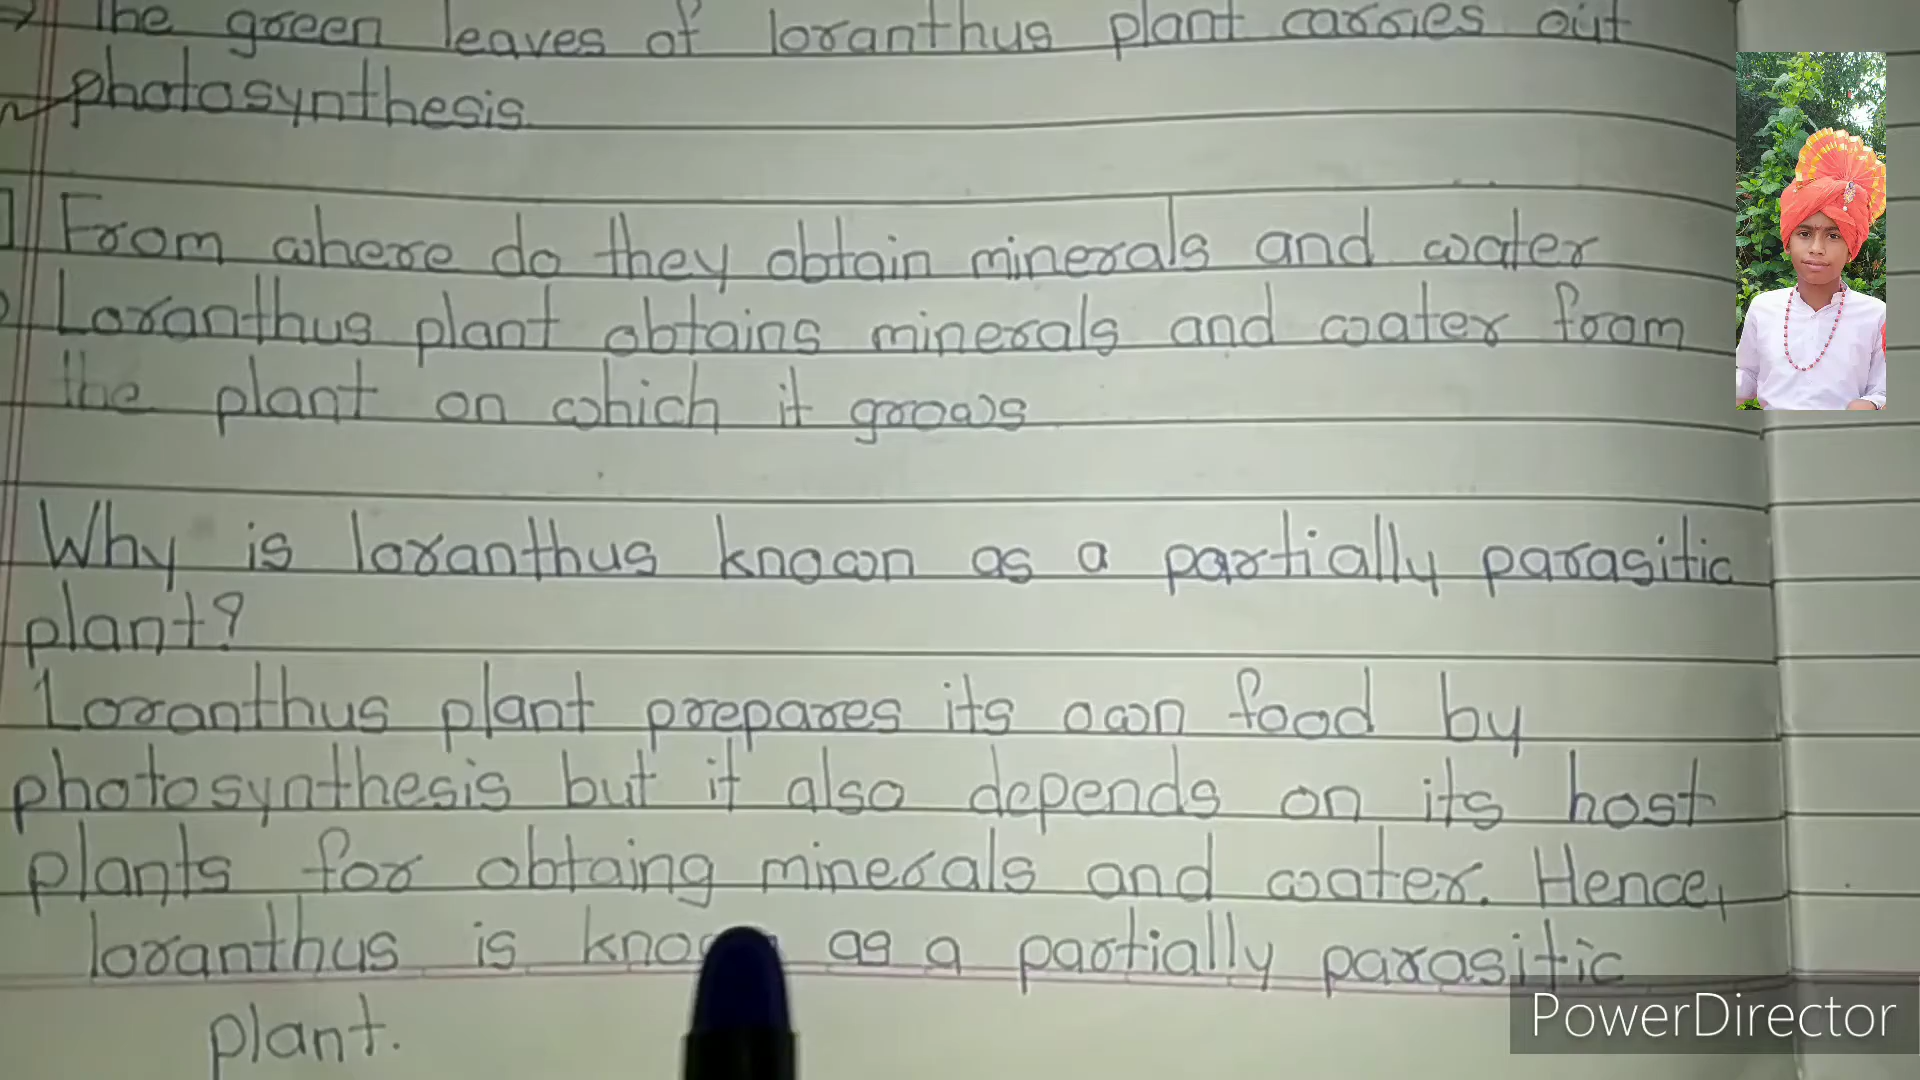 The green leaves of loranthus plant carries out
photosynthesis.
From where do they obtain minerals and water
Loranthus plant obtains minerals and water from
the plant on which it grows
Why is loranthus known as a partially parasitic
plant?
Loranthus plant prepares its own food by
photosynthesis but it also depends on its host
plants for obtaing minerals and water. Hence,
loranthus is known as a partially parasitic
plant.
PowerDirector